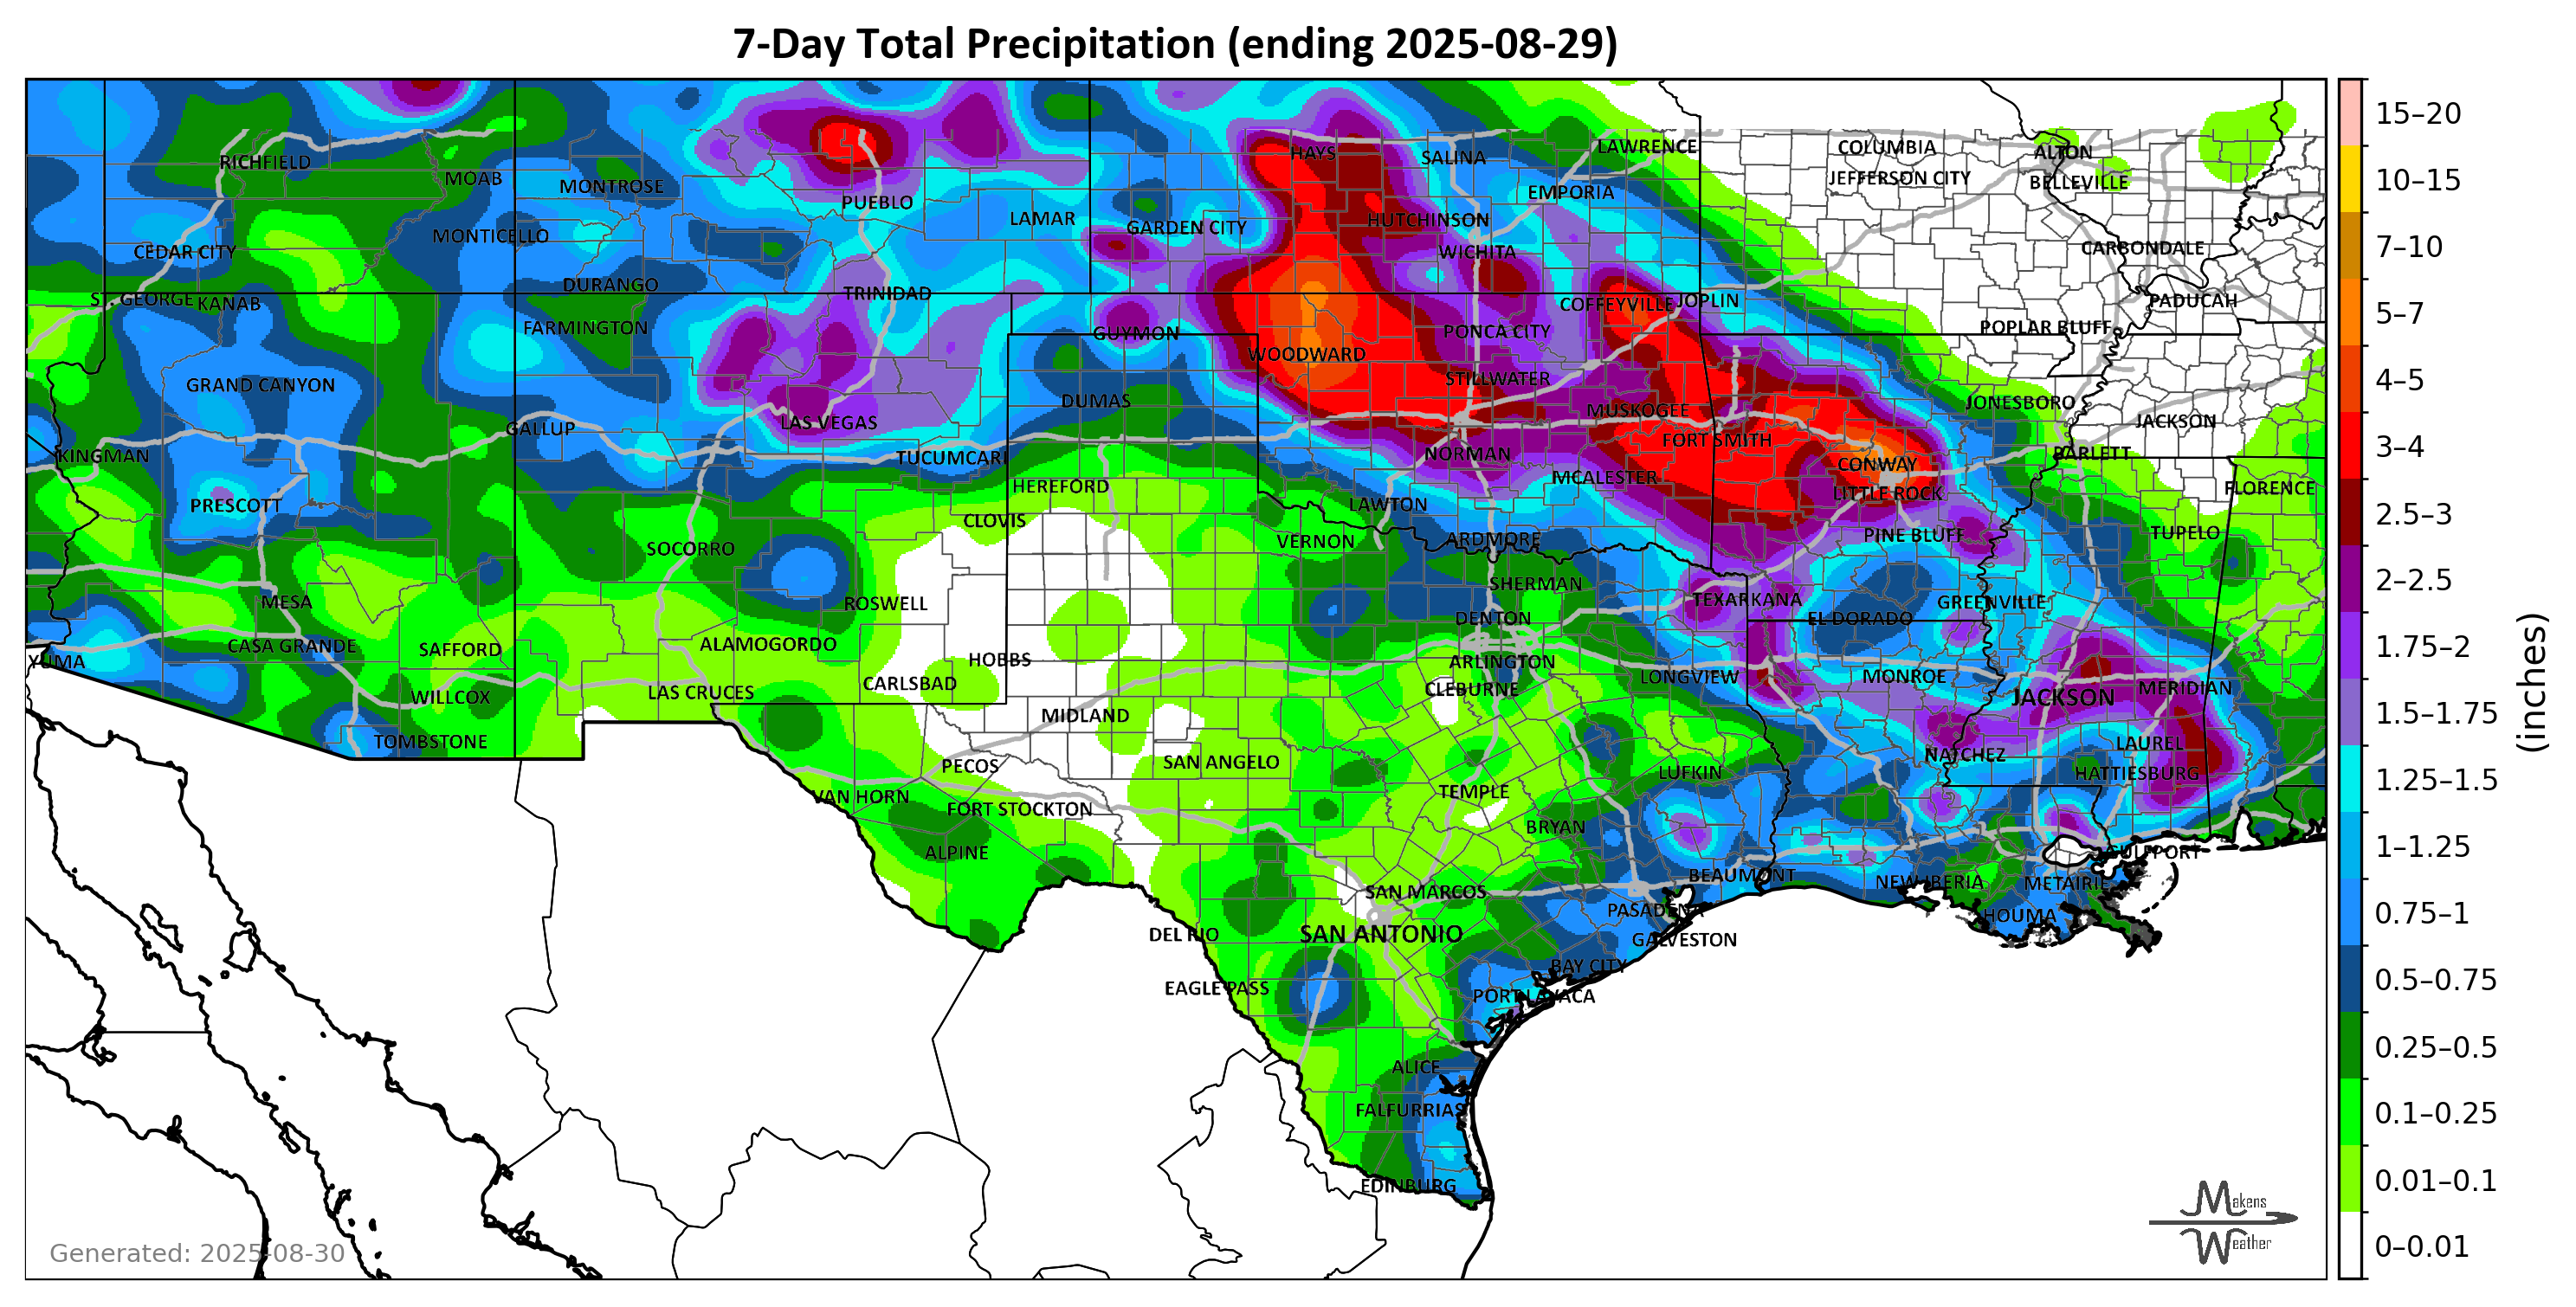 7-Day Total Precipitation (ending 2025-08-29)
RICHFIELD
MOAB
MONTROSE
PUEBLO
LAMAR
GARDEN CITY
HAYS
SALINA
LAWRENCE
EMPORIA
COLUMBIA
JEFFERSON CITY
ALTON
BELLEVILLE
CEDAR CITY
MONTICELLO
HUTCHINSON
WICHITA
CARBONDALE
DURANGO
TRINIDAD
ST. GEORGE
KANAB
FARMINGTON
GUYMON
PONCA CITY
COFFEYVILLE
JOPLIN
PADUCAH
POPLAR BLUFF
GRAND CANYON
WOODWARD
STILLWATER
DUMAS
MUSKOGEE
JONESBORO
JACKSON
GALLUP
LAS VEGAS
KINGMAN
TUCUMCARI
NORMAN
FORT SMITH
BARLETT
CONWAY
PRESCOTT
HEREFORD
LAWTON
MCALESTER
LITTLE ROCK
FLORENCE
CLOVIS
VERNON
ARDMORE
PINE BLUFF
TUPELO
SOCORRO
SHERMAN
MESA
ROSWELL
TEXARKANA
GREENVILLE
DENTON
EL DORADO
CASA GRANDE
SAFFORD
ALAMOGORDO
HOBBS
ARLINGTON
YUMA
WILLCOX
LAS CRUCES
CARLSBAD
CLEBURNE
LONGVIEW
MONROE
JACKSON
MERIDIAN
MIDLAND
TOMBSTONE
PECOS
SAN ANGELO
LUFKIN
NATCHEZ
LAUREL
HATTIESBURG
VAN HORN
FORT STOCKTON
TEMPLE
BRYAN
ALPINE
BEAUMONT
GULFPORT
SAN MARCOS
NEW IBERIA
METAIRIE
DEL RIO
SAN ANTONIO
PASADENA
HOUMA
GALVESTON
EAGLE PASS
BAY CITY
PORT LAVACA
ALICE
FALFURRIAS
EDINBURG
15–20
10–15
7–10
5–7
4–5
3–4
2.5–3
2–2.5
1.75–2
1.5–1.75
1.25–1.5
1–1.25
0.75–1
0.5–0.75
0.25–0.5
0.1–0.25
0.01–0.1
0–0.01
(inches)
Generated: 2025-08-30
Makens
Weather